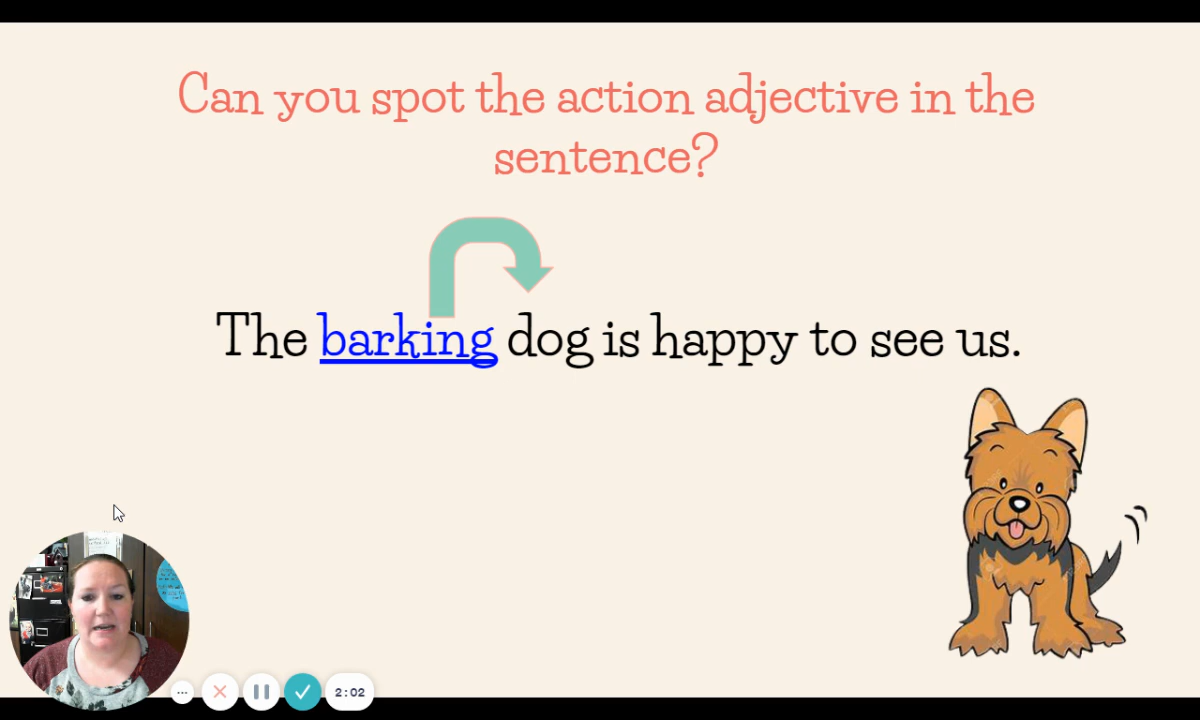 Can you spot the action adjective in the
sentence?
The barking dog is happy to see us.
2:02